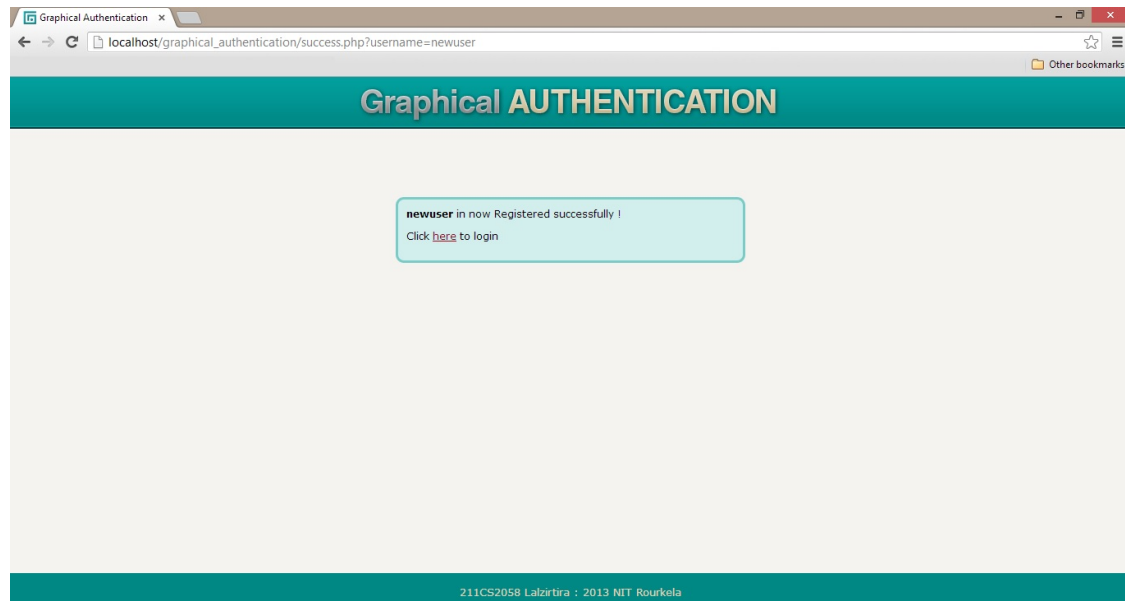 Graphical Authentication
localhost/graphical_authentication/success.php?username=newuser
Other bookmarks
Graphical AUTHENTICATION
newuser in now Registered successfully !
Click here to login
211CS2058 Lalzirtira : 2013 NIT Rourkela